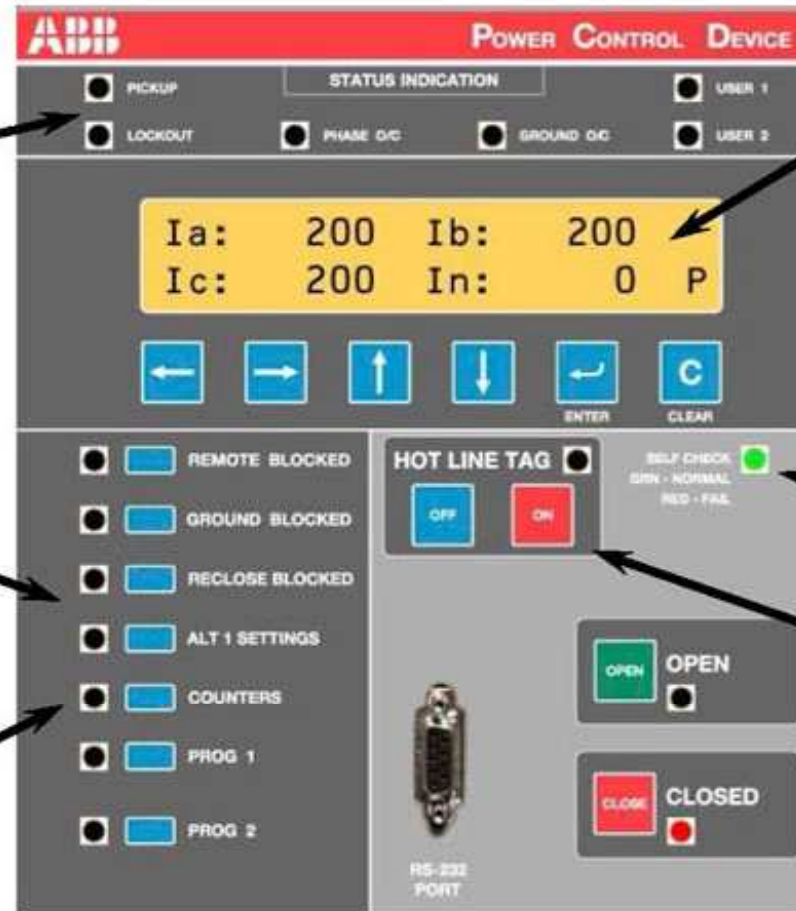 ABB POWER CONTROL DEVICE
STATUS INDICATION
PICKUP USER 1
LOCKOUT PHASE O/C GROUND O/C USER 2
Ia: 200 Ib: 200
Ic: 200 In: 0 P
C
ENTER CLEAR
REMOTE BLOCKED
GROUND BLOCKED
RECLOSE BLOCKED
ALT 1 SETTINGS
COUNTERS
PROG 1
PROG 2
HOT LINE TAG
OFF ON
SELF CHECK
GRN - NORMAL
RED - FAIL
OPEN OPEN
CLOSE CLOSED
RS-232
PORT